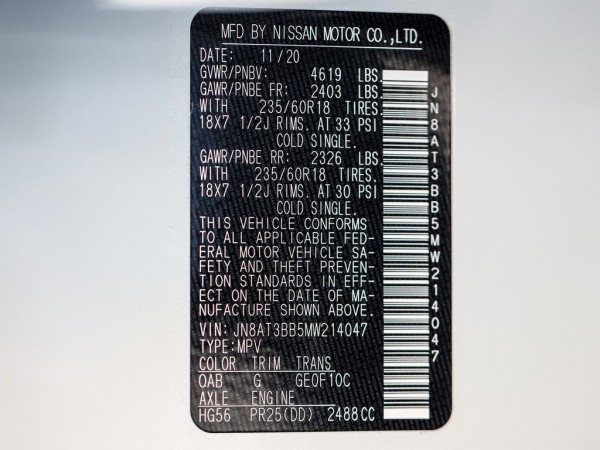 MFD BY NISSAN MOTOR CO.,LTD.
DATE: 11/20
GVWR/PNBV: 4619 LBS.
GAWR/PNBE FR: 2403 LBS.
WITH 235/60R18 TIRES.
18X7 1/2J RIMS. AT 33 PSI
COLD SINGLE.
GAWR/PNBE RR: 2326 LBS.
WITH 235/60R18 TIRES.
18X7 1/2J RIMS. AT 30 PSI
COLD SINGLE.
THIS VEHICLE CONFORMS
TO ALL APPLICABLE FED-
ERAL MOTOR VEHICLE SA-
FETY AND THEFT PREVEN-
TION STANDARDS IN EFF-
ECT ON THE DATE OF MA-
NUFACTURE SHOWN ABOVE.
VIN: JN8AT3BB5MW214047
TYPE:MPV
COLOR TRIM TRANS
QAB G GE0F10C
AXLE ENGINE
HG56 PR25(DD) 2488CC
JN8AT3BB5MW214047